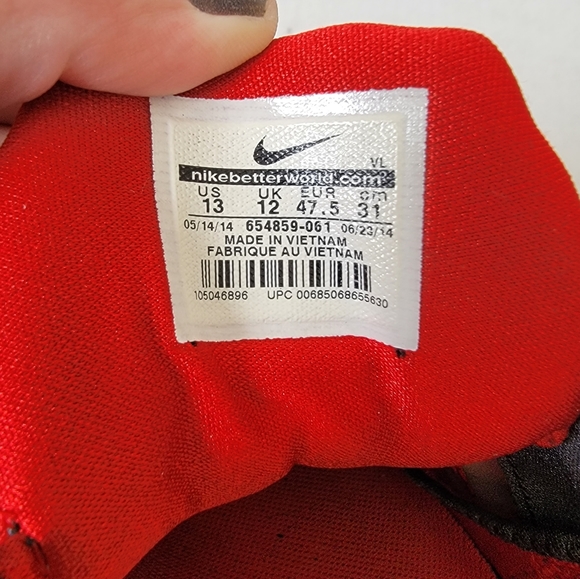 VL
nikebetterworld.com
US UK EUR cm
13 12 47.5 31
05/14/14 654859-061 06/23/14
MADE IN VIETNAM
FABRIQUE AU VIETNAM
105046896 UPC 00685068655630